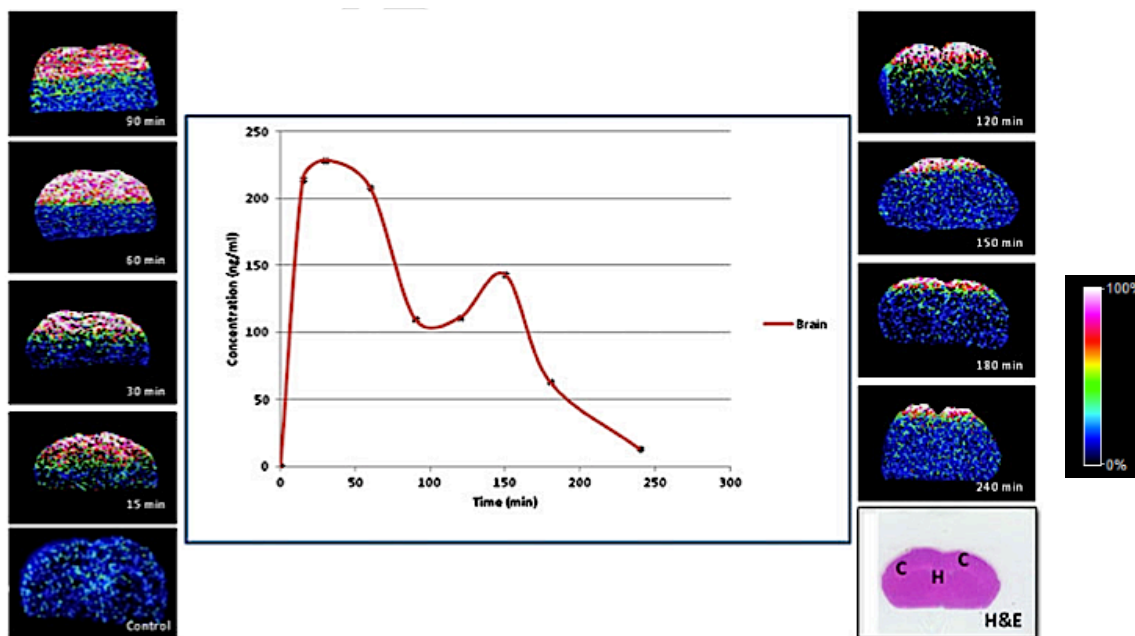 90 min
60 min
30 min
15 min
Control
250
200
150
100
50
0
Concentration (ng/ml)
0 50 100 150 200 250 300
Time (min)
Brain
120 min
150 min
180 min
240 min
C C
H
H&E
100%
0%